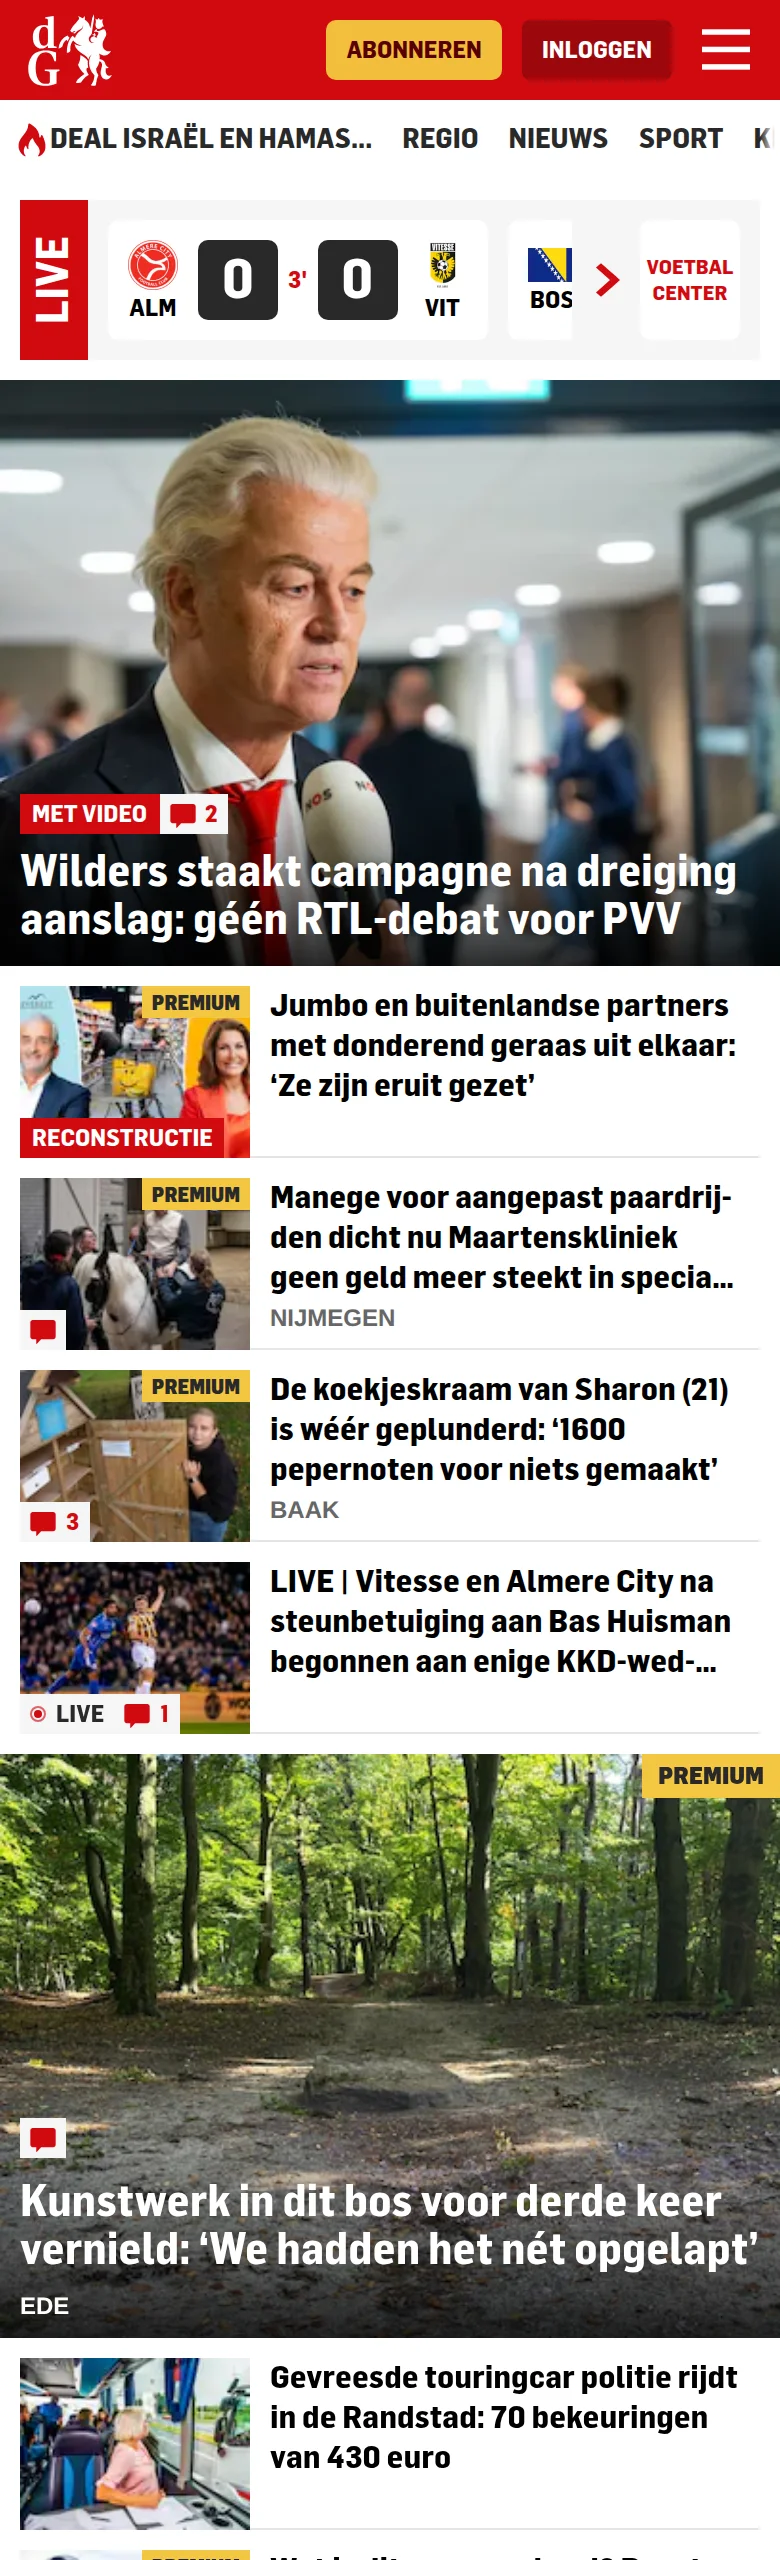 dG
ABONNEREN
INLOGGEN
DEAL ISRAËL EN HAMAS...
REGIO
NIEUWS
SPORT
LIVE
ALM
0
3'
0
VIT
BOS
VOETBAL
CENTER
NOS
MET VIDEO
2
Wilders staakt campagne na dreiging
aanslag: géén RTL-debat voor PVV
PREMIUM
RECONSTRUCTIE
Jumbo en buitenlandse partners
met donderend geraas uit elkaar:
‘Ze zijn eruit gezet’
PREMIUM
Manege voor aangepast paardrij-
den dicht nu Maartenskliniek
geen geld meer steekt in specia...
NIJMEGEN
PREMIUM
3
De koekjeskraam van Sharon (21)
is wéér geplunderd: ‘1600
pepernoten voor niets gemaakt’
BAAK
LIVE
1
LIVE | Vitesse en Almere City na
steunbetuiging aan Bas Huisman
begonnen aan enige KKD-wed-...
PREMIUM
Kunstwerk in dit bos voor derde keer
vernield: ‘We hadden het nét opgelapt’
EDE
Gevreesde touringcar politie rijdt
in de Randstad: 70 bekeuringen
van 430 euro